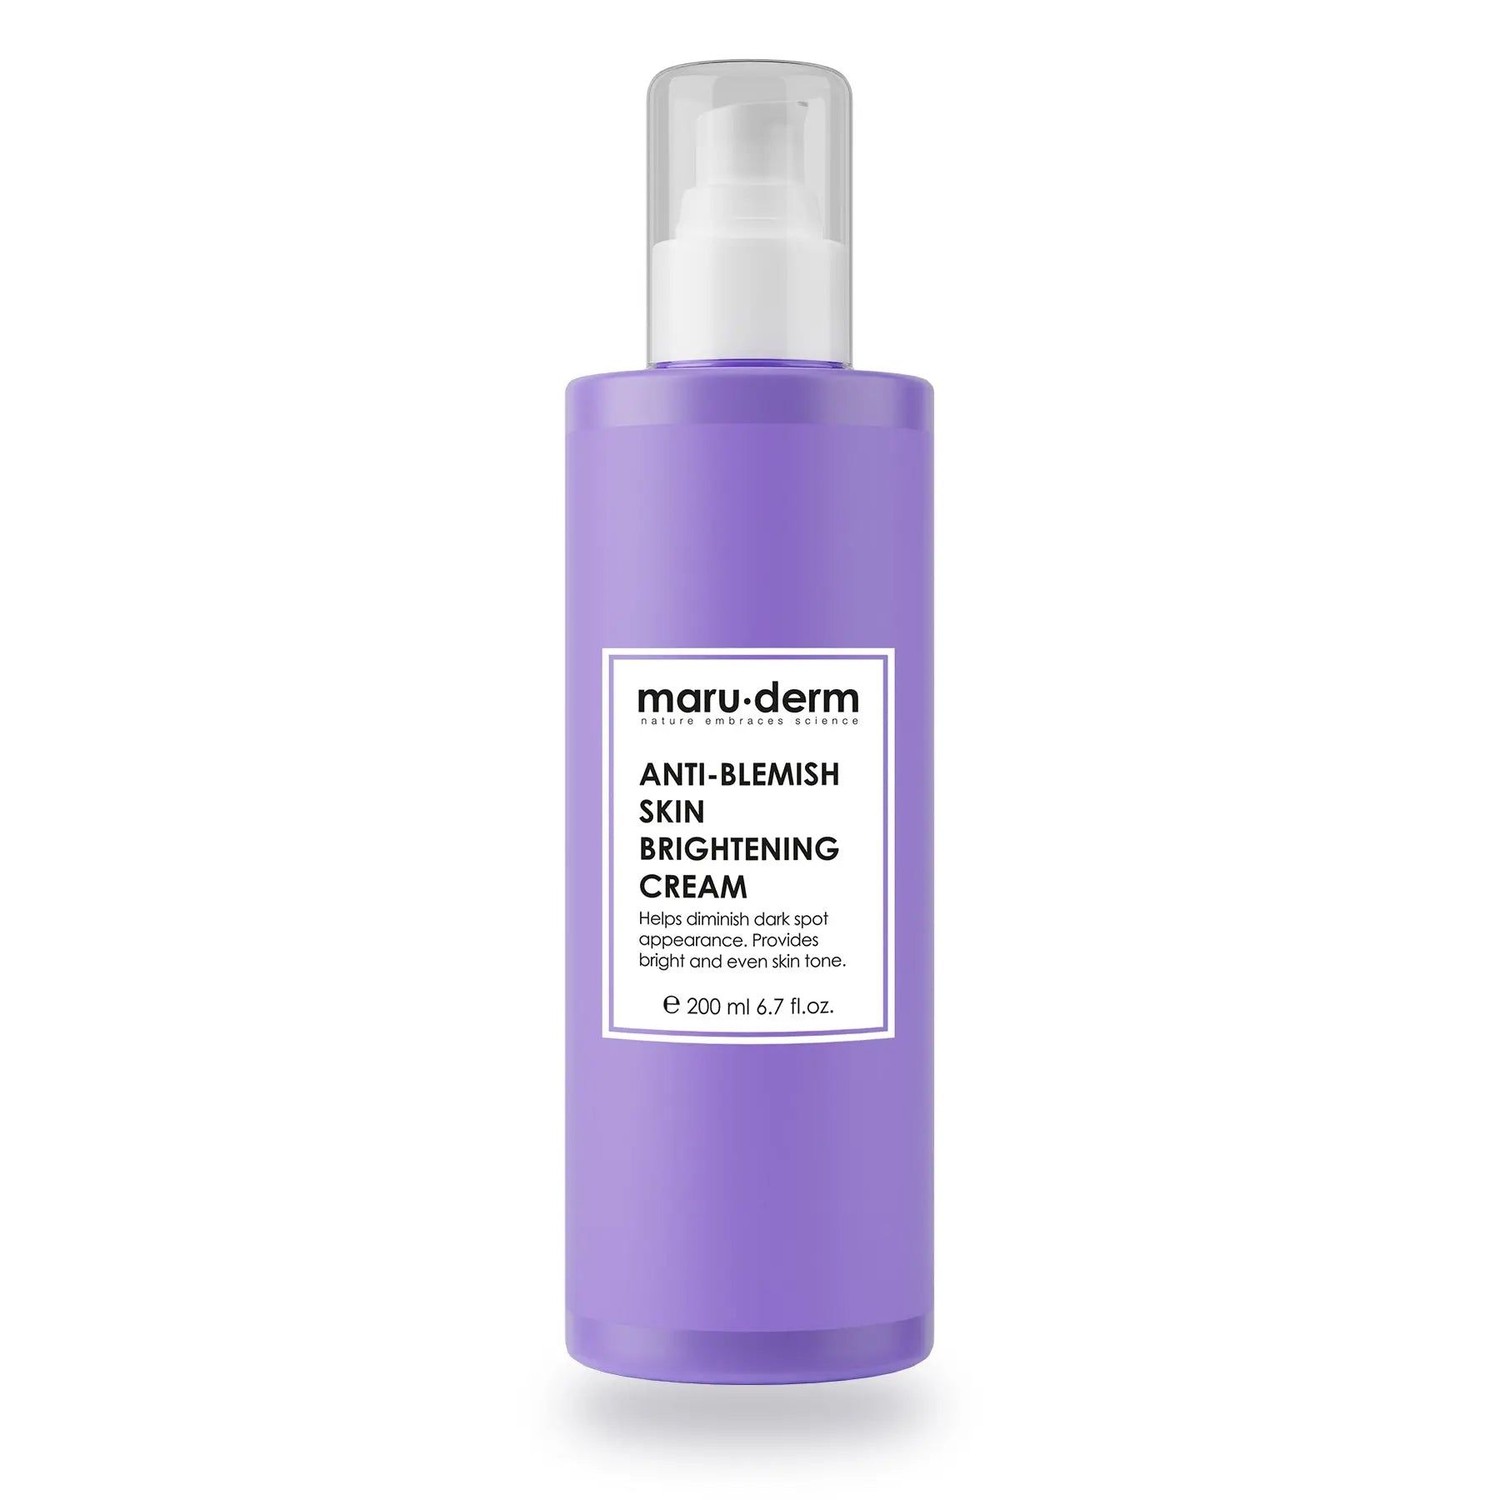 maru·derm
nature embraces science
ANTI-BLEMISH
SKIN
BRIGHTENING
CREAM
Helps diminish dark spot
appearance. Provides
bright and even skin tone.
℮ 200 ml 6.7 fl.oz.